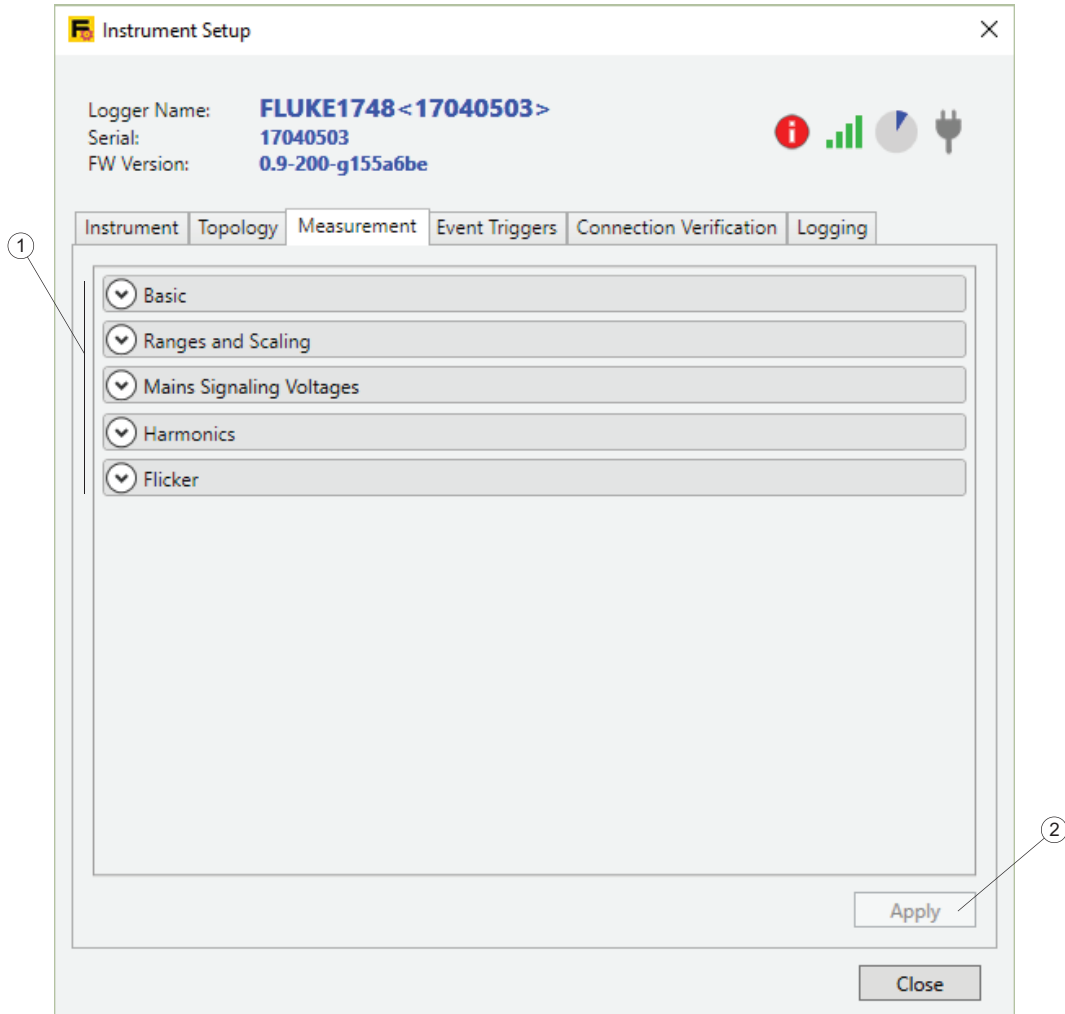 Instrument Setup
Logger Name: FLUKE1748<17040503>
Serial: 17040503
FW Version: 0.9-200-g155a6be
Instrument Topology Measurement Event Triggers Connection Verification Logging
1
Basic
Ranges and Scaling
Mains Signaling Voltages
Harmonics
Flicker
2
Apply
Close